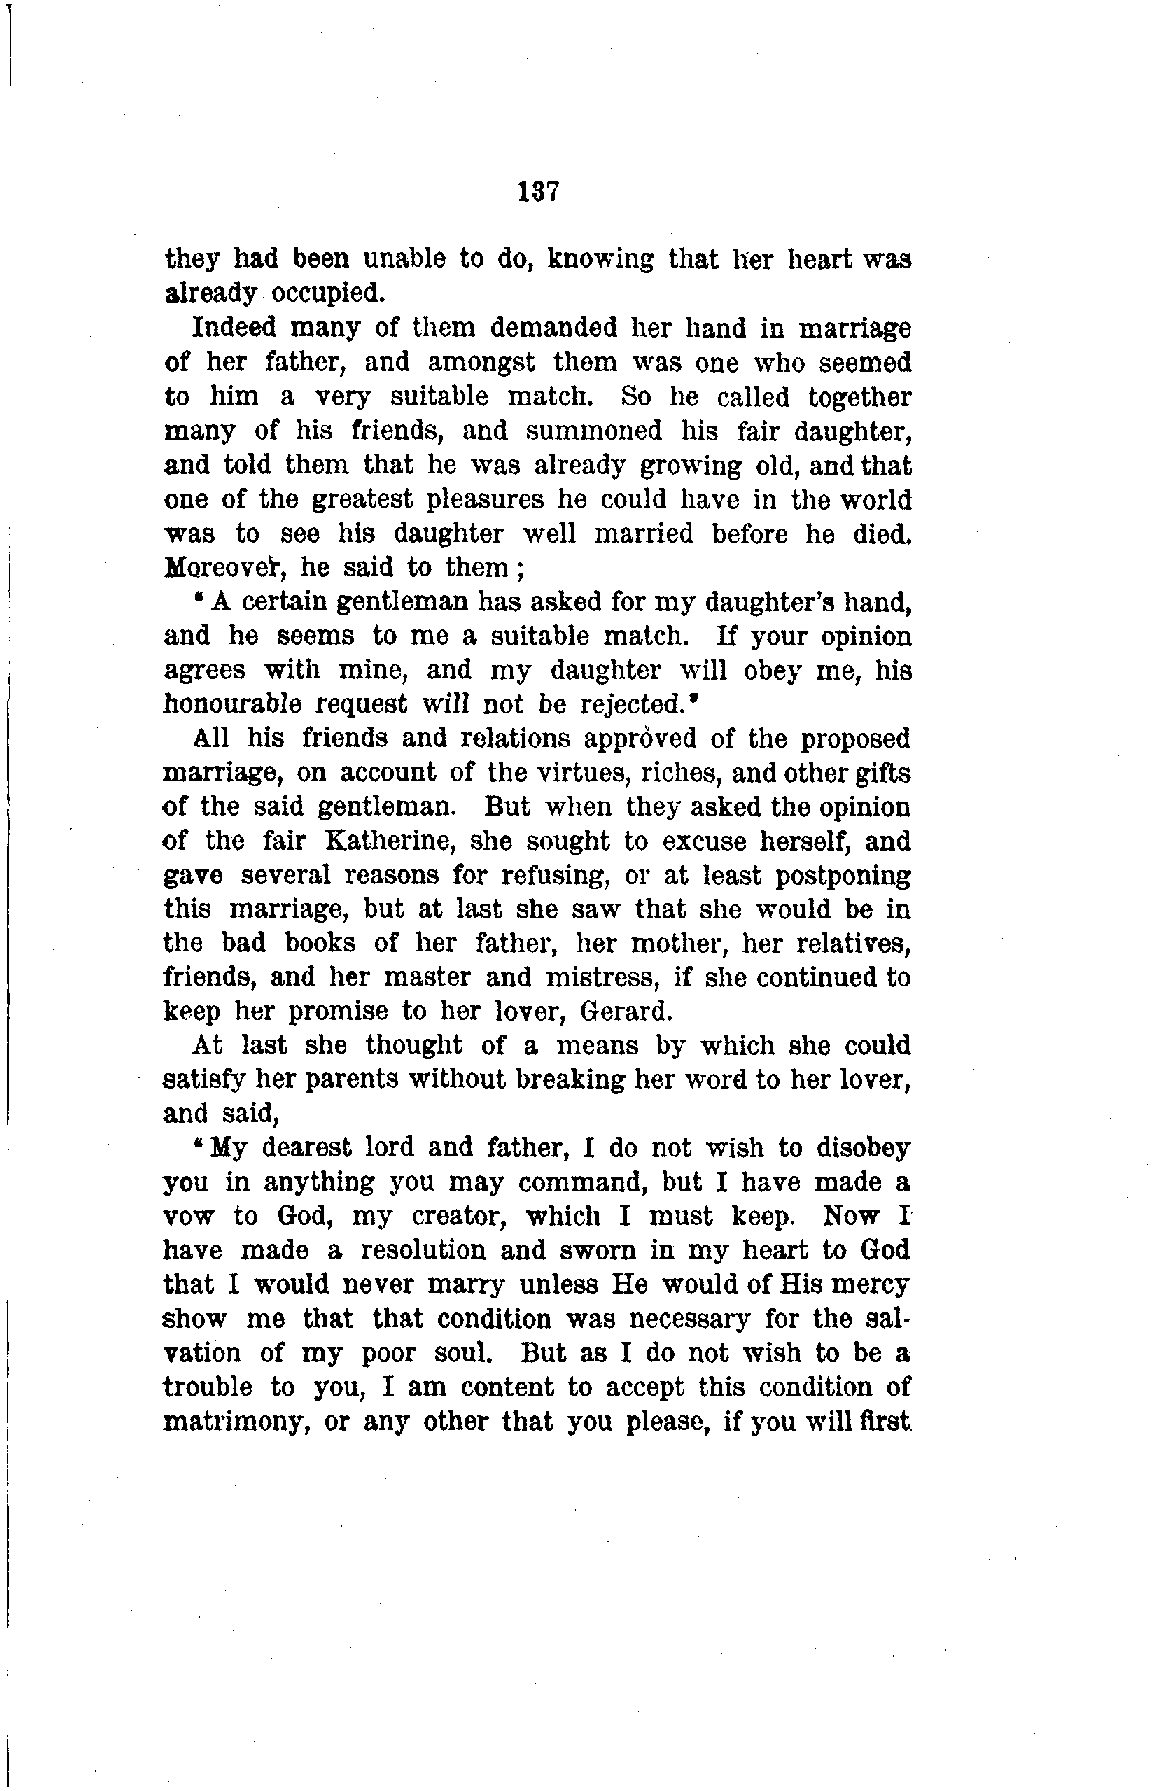 137
they had been unable to do, knowing that her heart was
already occupied.
Indeed many of them demanded her hand in marriage
of her father, and amongst them was one who seemed
to him a very suitable match. So he called together
many of his friends, and summoned his fair daughter,
and told them that he was already growing old, and that
one of the greatest pleasures he could have in the world
was to see his daughter well married before he died.
Moreover, he said to them ;
“ A certain gentleman has asked for my daughter's hand,
and he seems to me a suitable match. If your opinion
agrees with mine, and my daughter will obey me, his
honourable request will not be rejected.”
All his friends and relations approved of the proposed
marriage, on account of the virtues, riches, and other gifts
of the said gentleman. But when they asked the opinion
of the fair Katherine, she sought to excuse herself, and
gave several reasons for refusing, or at least postponing
this marriage, but at last she saw that she would be in
the bad books of her father, her mother, her relatives,
friends, and her master and mistress, if she continued to
keep her promise to her lover, Gerard.
At last she thought of a means by which she could
satisfy her parents without breaking her word to her lover,
and said,
“ My dearest lord and father, I do not wish to disobey
you in anything you may command, but I have made a
vow to God, my creator, which I must keep. Now I
have made a resolution and sworn in my heart to God
that I would never marry unless He would of His mercy
show me that that condition was necessary for the sal-
vation of my poor soul. But as I do not wish to be a
trouble to you, I am content to accept this condition of
matrimony, or any other that you please, if you will first